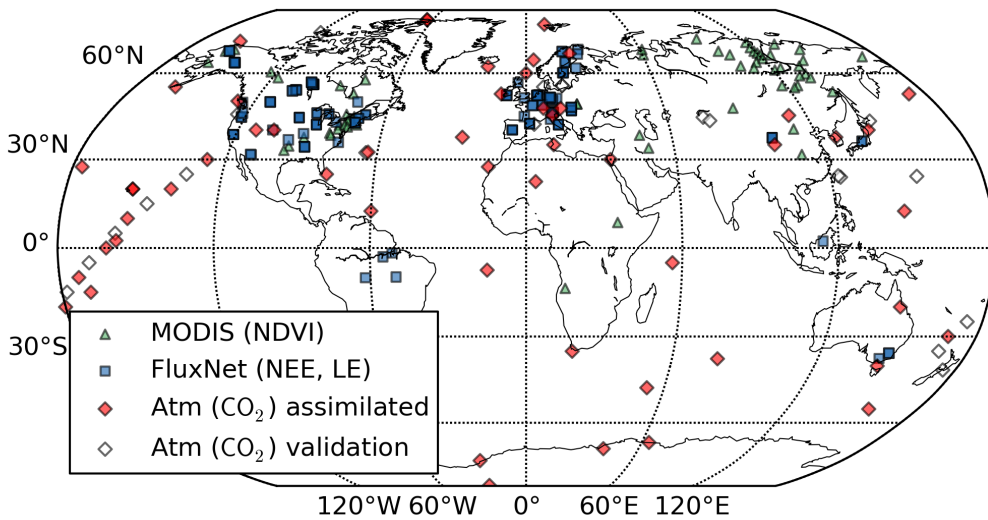 60°N
30°N
0°
30°S
MODIS (NDVI)
FluxNet (NEE, LE)
Atm (CO₂) assimilated
Atm (CO₂) validation
120°W 60°W 0° 60°E 120°E